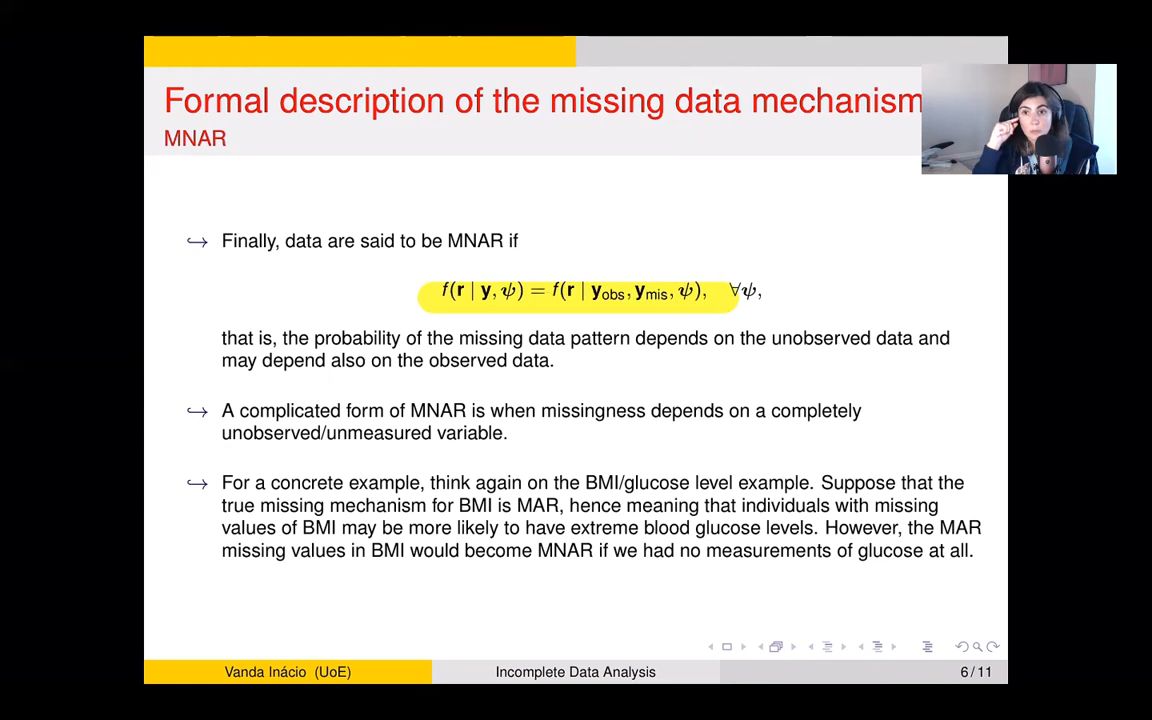 Formal description of the missing data mechanism
MNAR
↪ Finally, data are said to be MNAR if
f(r | y, ψ) = f(r | y_obs, y_mis, ψ), ∀ψ,
that is, the probability of the missing data pattern depends on the unobserved data and
may depend also on the observed data.
↪ A complicated form of MNAR is when missingness depends on a completely
unobserved/unmeasured variable.
↪ For a concrete example, think again on the BMI/glucose level example. Suppose that the
true missing mechanism for BMI is MAR, hence meaning that individuals with missing
values of BMI may be more likely to have extreme blood glucose levels. However, the MAR
missing values in BMI would become MNAR if we had no measurements of glucose at all.
Vanda Inácio (UoE) Incomplete Data Analysis 6 / 11